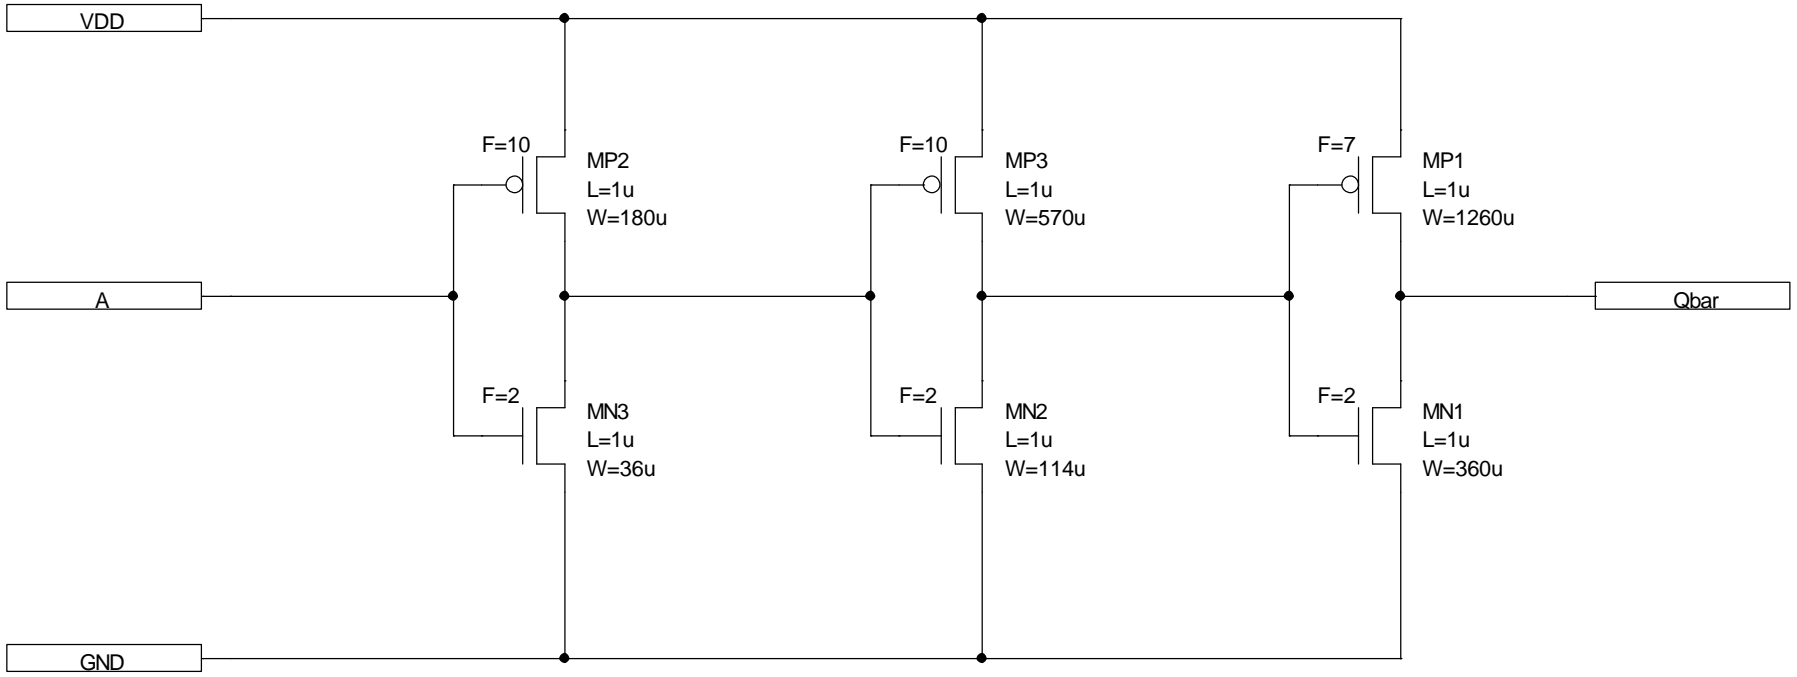 VDD
F=10
MP2
L=1u
W=180u
F=10
MP3
L=1u
W=570u
F=7
MP1
L=1u
W=1260u
A
Qbar
F=2
MN3
L=1u
W=36u
F=2
MN2
L=1u
W=114u
F=2
MN1
L=1u
W=360u
GND